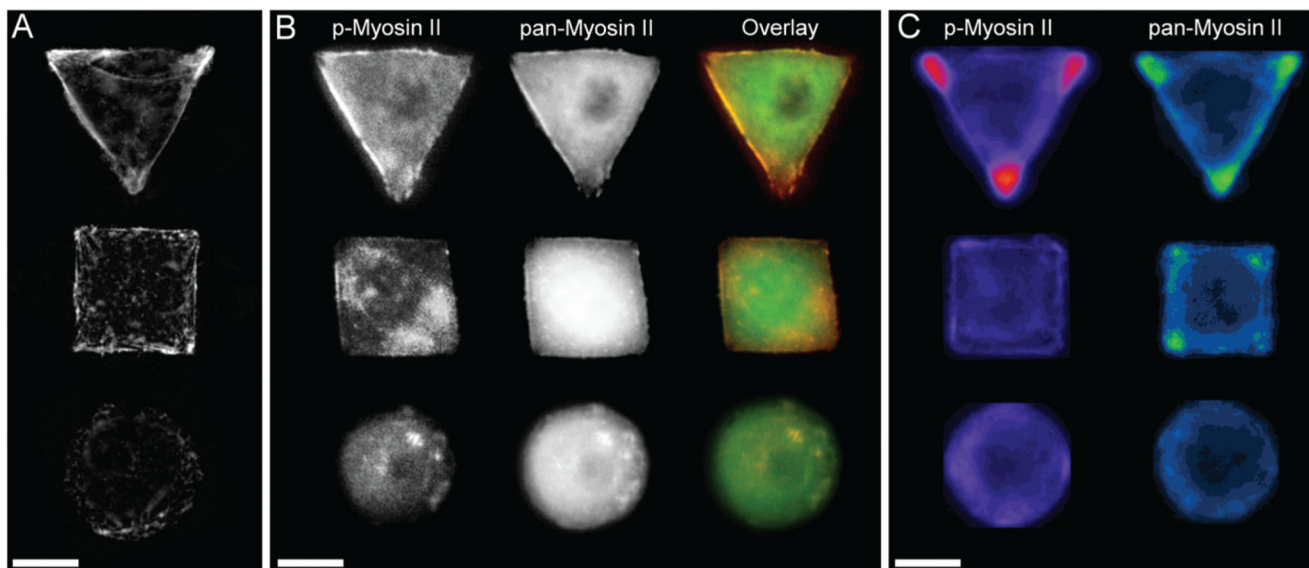 A
B
p-Myosin II
pan-Myosin II
Overlay
C
p-Myosin II
pan-Myosin II